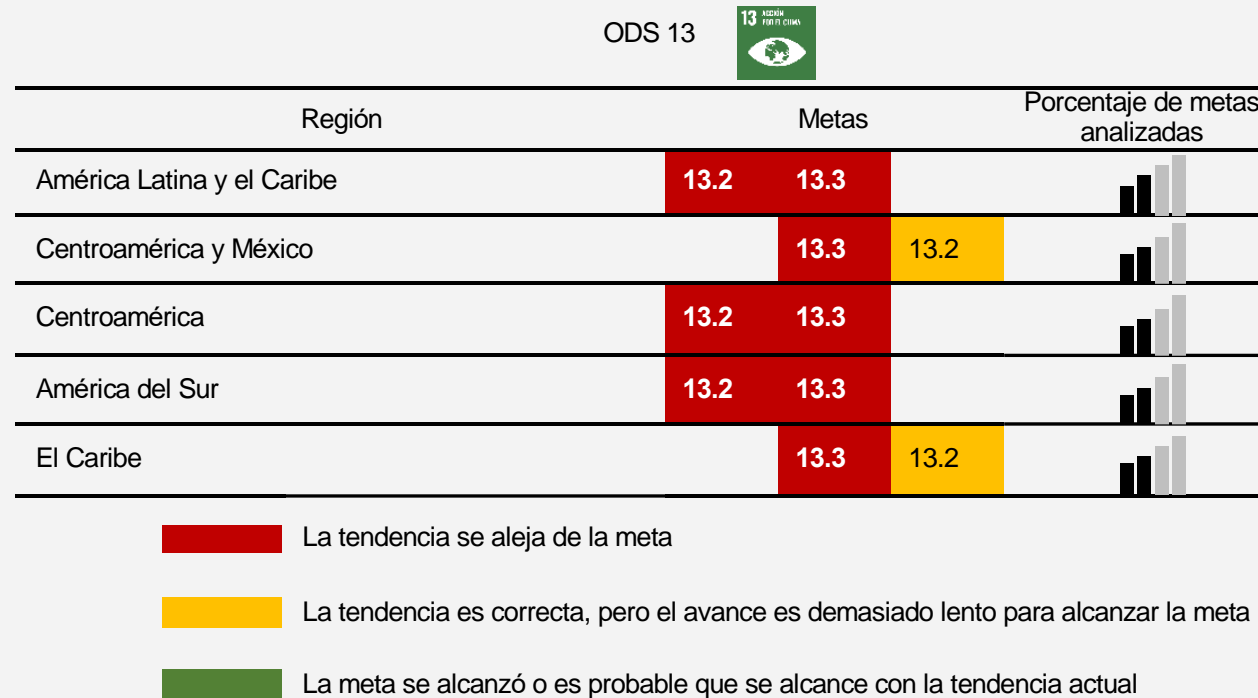 ODS 13
13 ACCIÓN
POR EL CLIMA
Región
Metas
Porcentaje de metas
analizadas
América Latina y el Caribe
13.2 13.3
Centroamérica y México
13.3 13.2
Centroamérica
13.2 13.3
América del Sur
13.2 13.3
El Caribe
13.3 13.2
La tendencia se aleja de la meta
La tendencia es correcta, pero el avance es demasiado lento para alcanzar la meta
La meta se alcanzó o es probable que se alcance con la tendencia actual